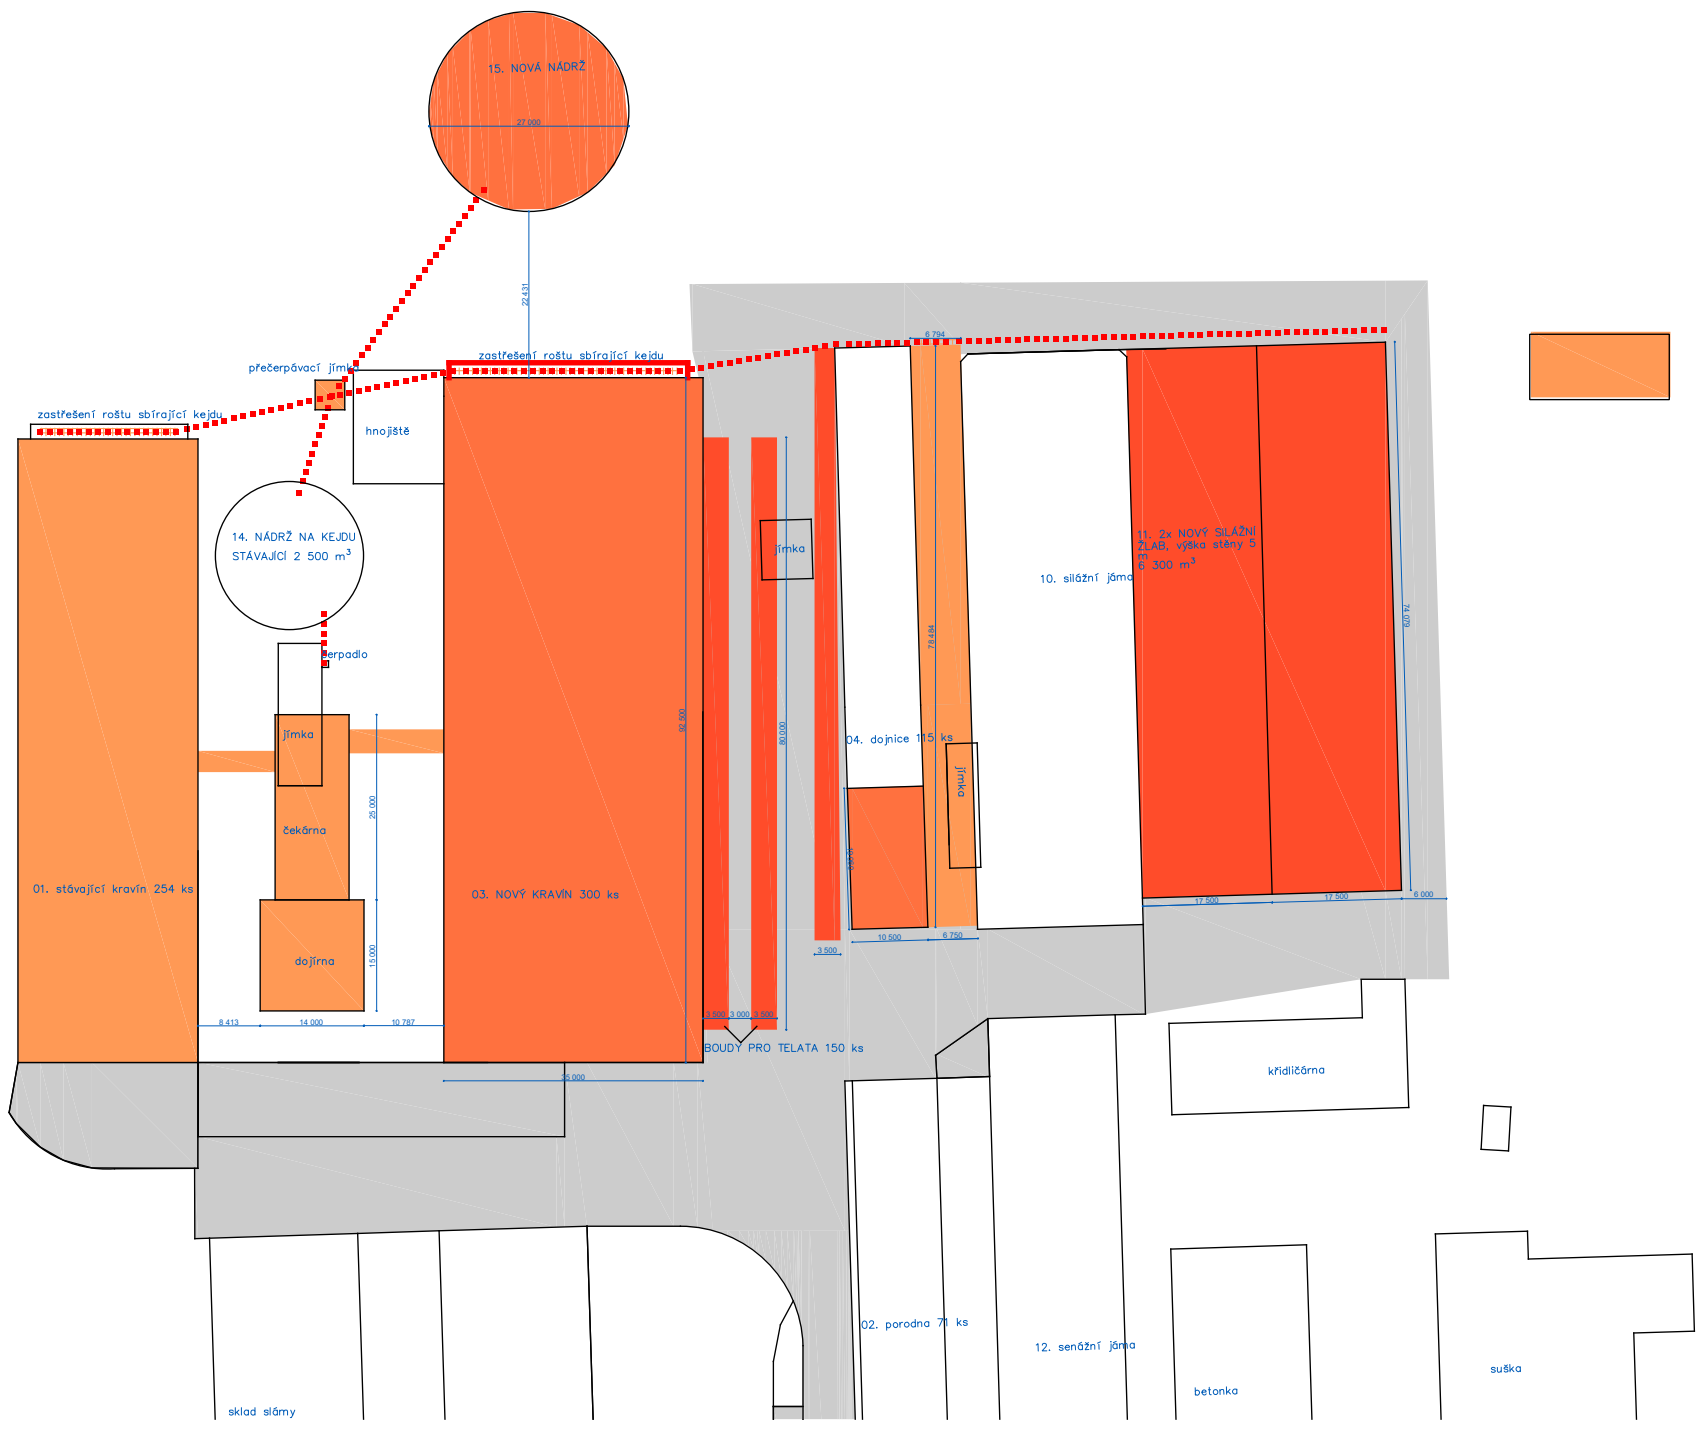 15. NOVÁ NÁDRŽ
27 000
22 431
6 794
zastřešení roštu sbírající kejdu
přečerpávací jímka
zastřešení roštu sbírající kejdu
hnojiště
14. NÁDRŽ NA KEJDU
STÁVAJÍCÍ 2 500 m³
jímka
11. 2x NOVÝ SILÁŽNÍ
ŽLAB, výška stěny 5
6 300 m³
10. silážní jáma
74 079
78 484
92 500
80 000
jímka
04. dojnice 115 ks
jímka
25 000
čekárna
01. stávající kravín 254 ks
03. NOVÝ KRAVÍN 300 ks
17 500
17 500
6 000
15 000
dojírna
10 500
6 750
3 500
8 413
14 000
10 787
3 500
3 000
3 500
BOUDY PRO TELATA 150 ks
35 000
křidličárna
02. porodna 71 ks
12. senážní jáma
suška
betonka
sklad slámy